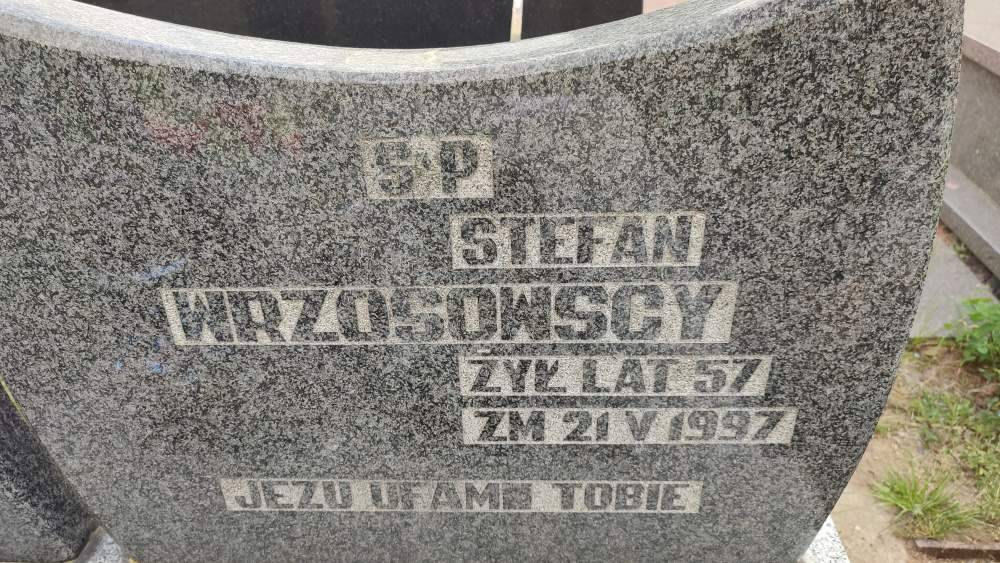 Ś P
STEFAN
WRZOSOWSCY
ŻYŁ LAT 57
ZM 21 V 1997
JEZU UFAM TOBIE